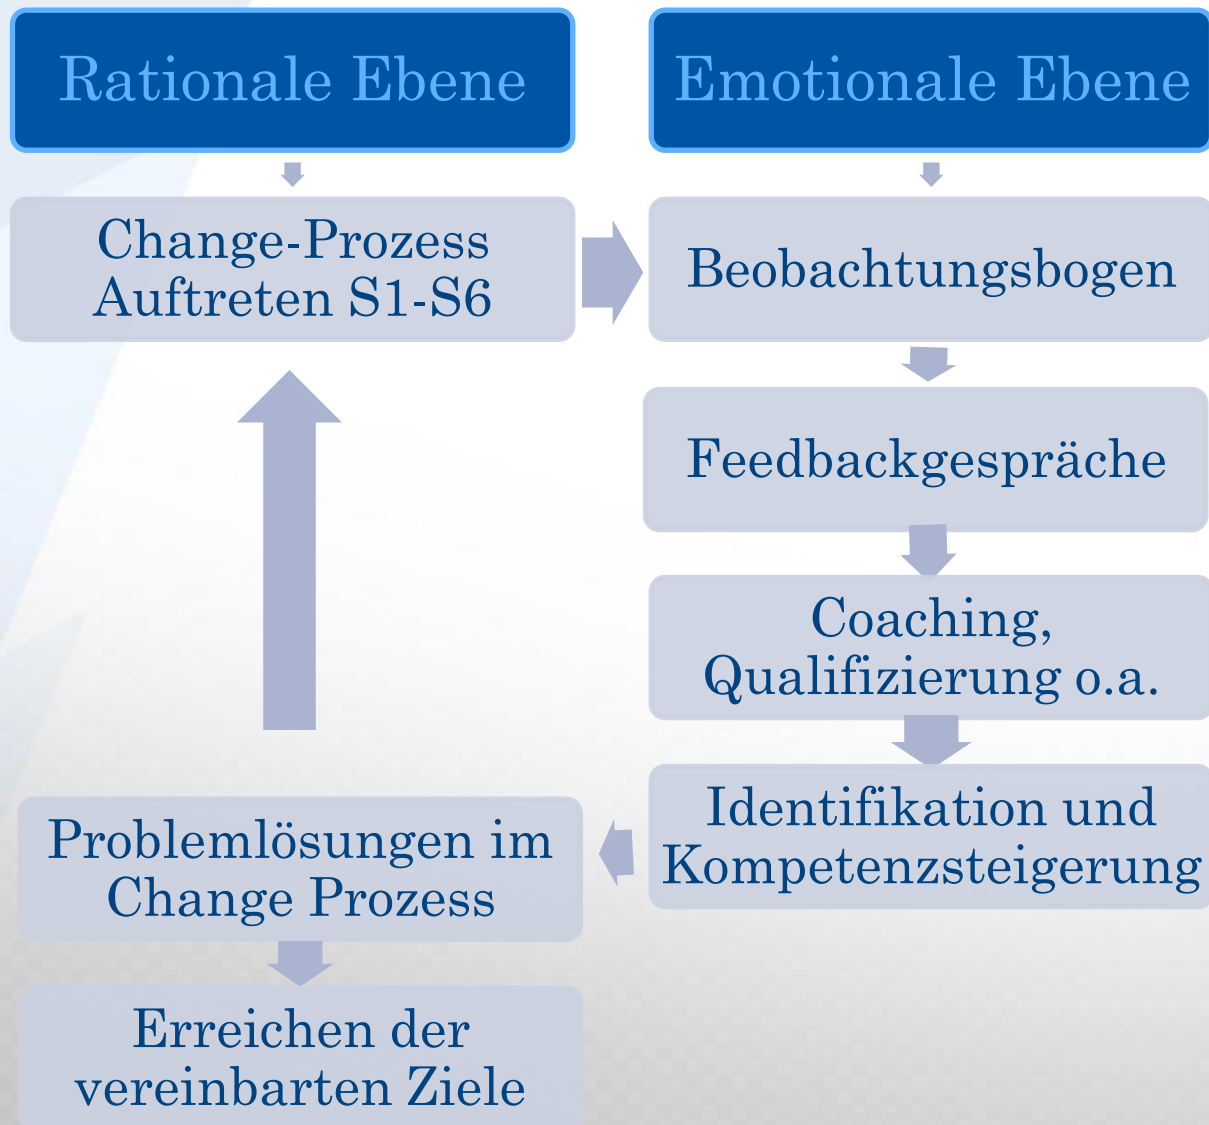 Rationale Ebene
Emotionale Ebene
Change-Prozess
Auftreten S1-S6
Beobachtungsbogen
Feedbackgespräche
Coaching,
Qualifizierung o.a.
Identifikation und
Kompetenzsteigerung
Problemlösungen im
Change Prozess
Erreichen der
vereinbarten Ziele